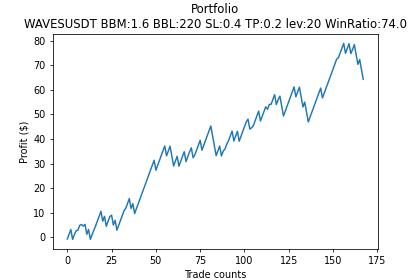 Portfolio
WAVESUSDT BBM:1.6 BBL:220 SL:0.4 TP:0.2 lev:20 WinRatio:74.0
80
70
60
50
40
30
20
10
0
Profit ($)
0 25 50 75 100 125 150 175
Trade counts